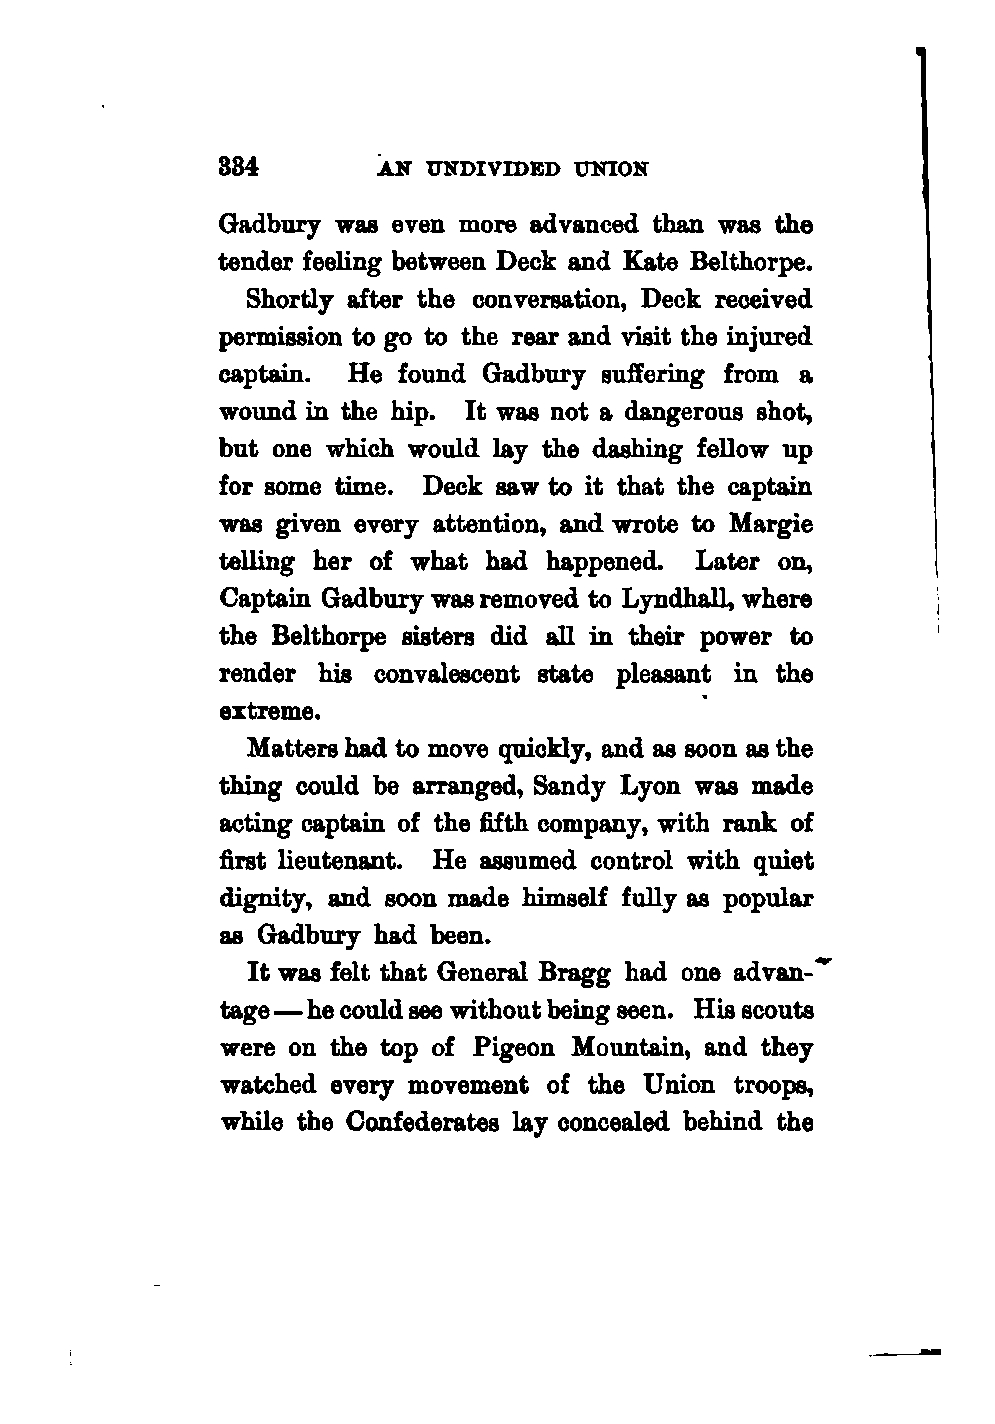 334 AN UNDIVIDED UNION
Gadbury was even more advanced than was the
tender feeling between Deck and Kate Belthorpe.
Shortly after the conversation, Deck received
permission to go to the rear and visit the injured
captain. He found Gadbury suffering from a
wound in the hip. It was not a dangerous shot,
but one which would lay the dashing fellow up
for some time. Deck saw to it that the captain
was given every attention, and wrote to Margie
telling her of what had happened. Later on,
Captain Gadbury was removed to Lyndhall, where
the Belthorpe sisters did all in their power to
render his convalescent state pleasant in the
extreme.
Matters had to move quickly, and as soon as the
thing could be arranged, Sandy Lyon was made
acting captain of the fifth company, with rank of
first lieutenant. He assumed control with quiet
dignity, and soon made himself fully as popular
as Gadbury had been.
It was felt that General Bragg had one advan-
tage — he could see without being seen. His scouts
were on the top of Pigeon Mountain, and they
watched every movement of the Union troops,
while the Confederates lay concealed behind the